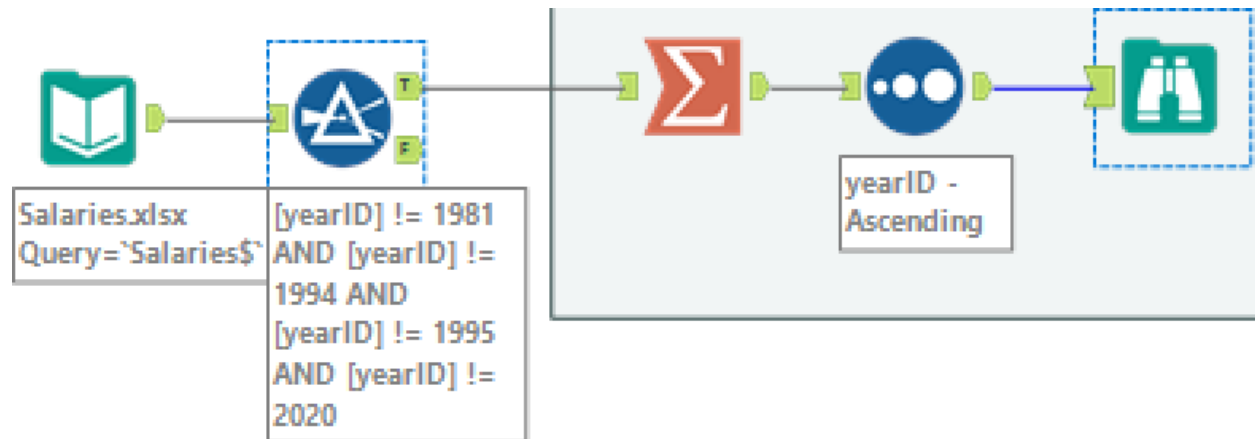 T
F
Salaries.xlsx
Query=`Salaries$`
[yearID] != 1981
AND [yearID] !=
1994 AND
[yearID] != 1995
AND [yearID] !=
2020
Σ
yearID -
Ascending